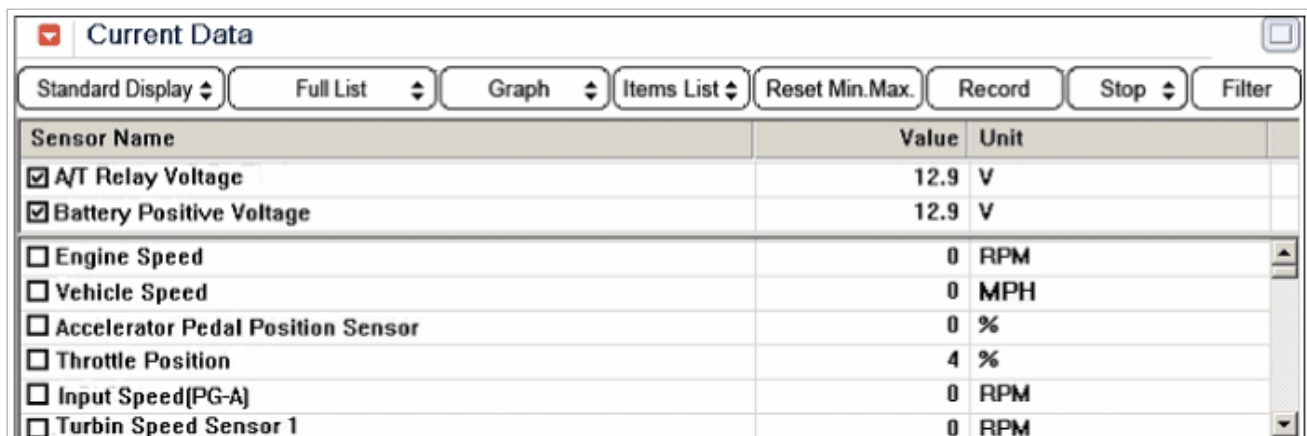 Current Data
Standard Display Full List Graph Items List Reset Min.Max. Record Stop Filter
Sensor Name Value Unit
A/T Relay Voltage 12.9 V
Battery Positive Voltage 12.9 V
Engine Speed 0 RPM
Vehicle Speed 0 MPH
Accelerator Pedal Position Sensor 0 %
Throttle Position 4 %
Input Speed(PG-A) 0 RPM
Turbin Speed Sensor 1 0 RPM